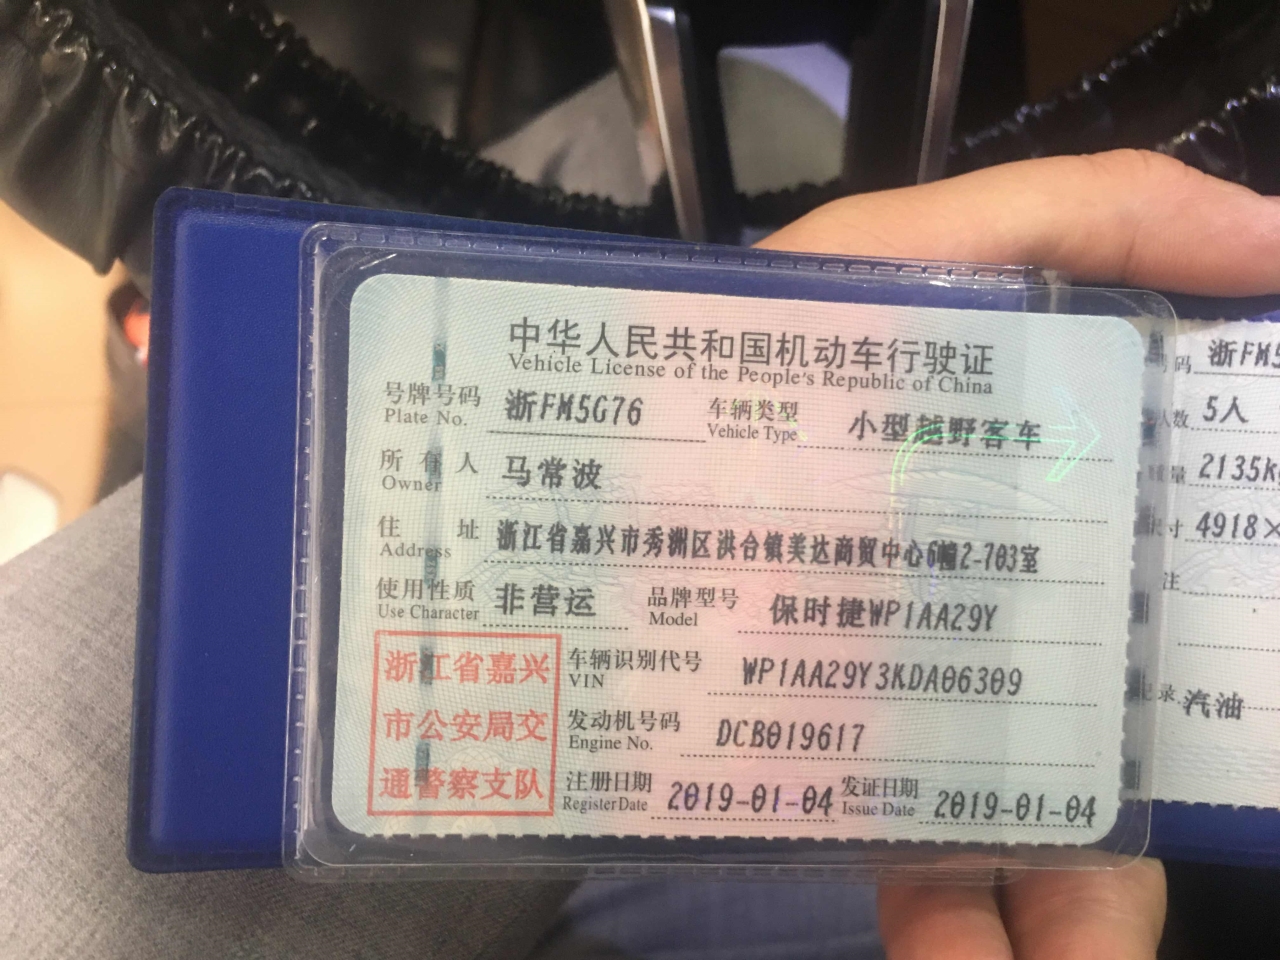 中华人民共和国机动车行驶证
Vehicle License of the People's Republic of China
号牌号码 浙FM5G76 车辆类型 小型越野客车
Plate No. Vehicle Type
所有人 马常波
Owner
住址 浙江省嘉兴市秀洲区洪合镇美达商贸中心6幢2-703室
Address
使用性质 非营运 品牌型号 保时捷WP1AA29Y
Use Character Model
浙江省嘉兴
市公安局交
通警察支队
车辆识别代号 WP1AA29Y3KDA06309
VIN
发动机号码 DCB019617
Engine No.
注册日期 2019-01-04 发证日期 2019-01-04
Register Date Issue Date
码 浙FM5
人数 5人
量 2135k
寸 4918×
注
录 汽油